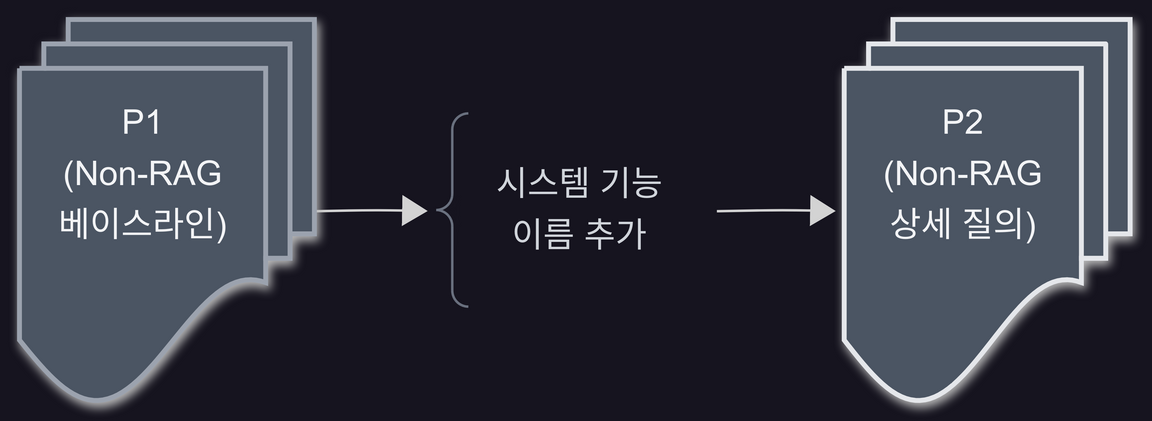 P1
(Non-RAG
베이스라인)
시스템 기능
이름 추가
P2
(Non-RAG
상세 질의)